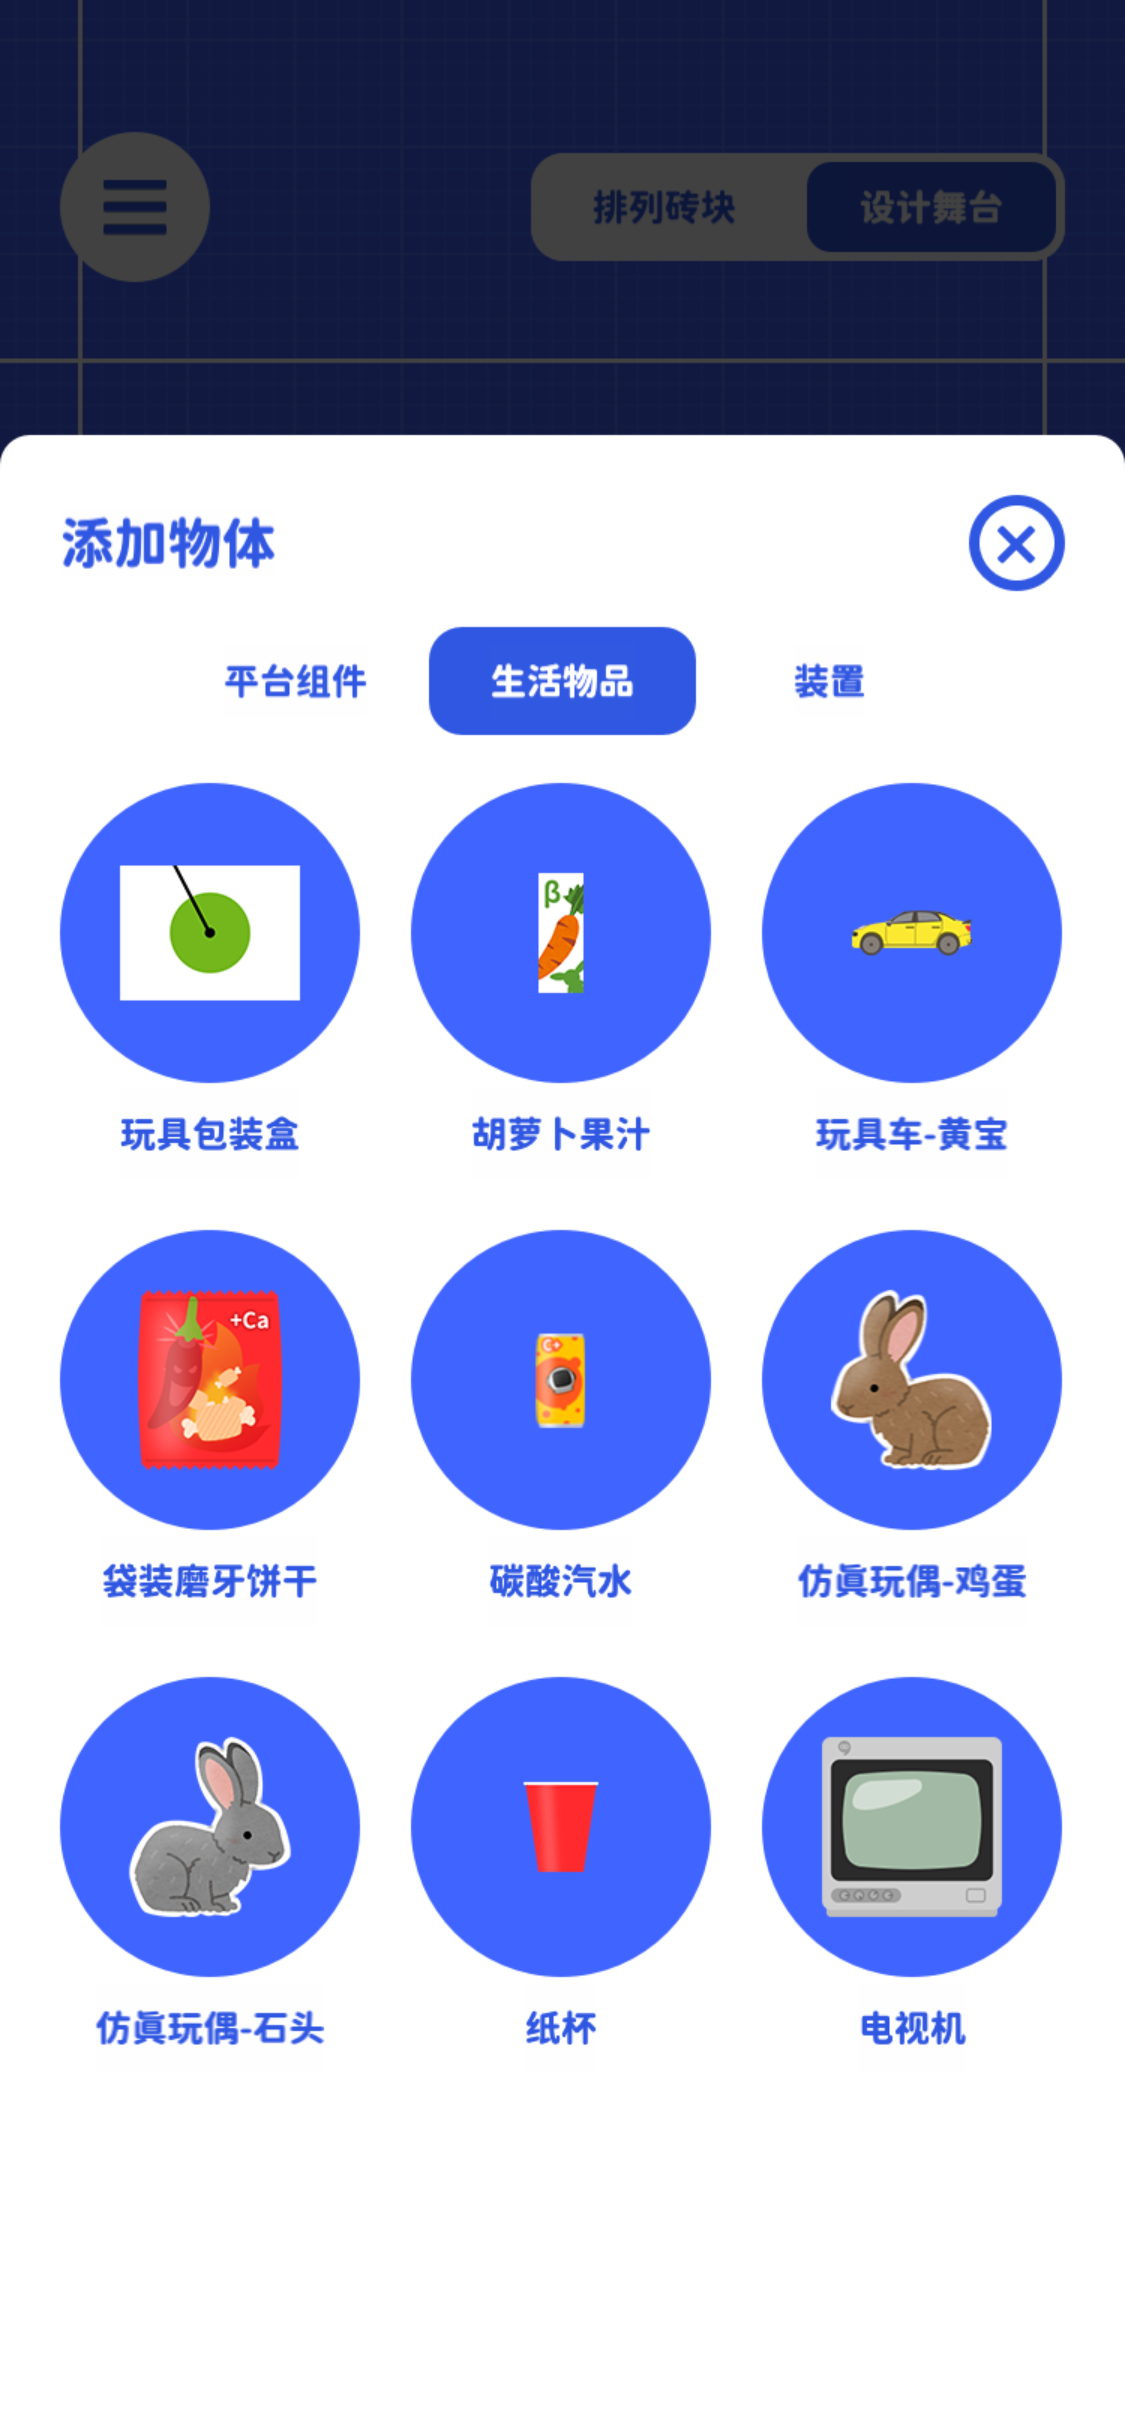 排列砖块 设计舞台
添加物体
平台组件 生活物品 装置
β
玩具包装盒 胡萝卜果汁 玩具车-黄宝
+Ca
C+
袋装磨牙饼干 碳酸汽水 仿真玩偶-鸡蛋
仿真玩偶-石头 纸杯 电视机